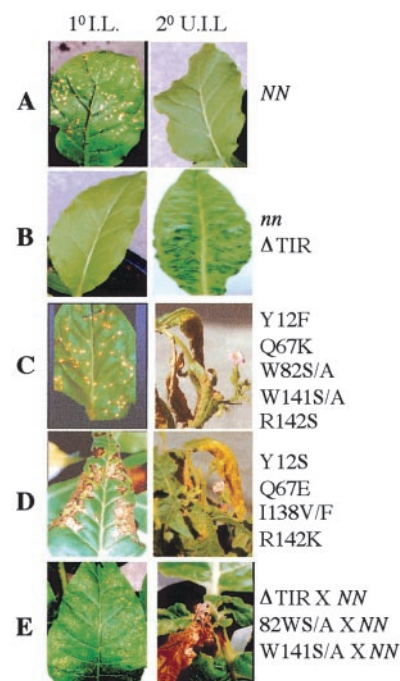 1⁰ I.L. 2⁰ U.I.L
A NN
B nn
ΔTIR
C Y12F
Q67K
W82S/A
W141S/A
R142S
D Y12S
Q67E
I138V/F
R142K
E ΔTIR X NN
82WS/A X NN
W141S/A X NN